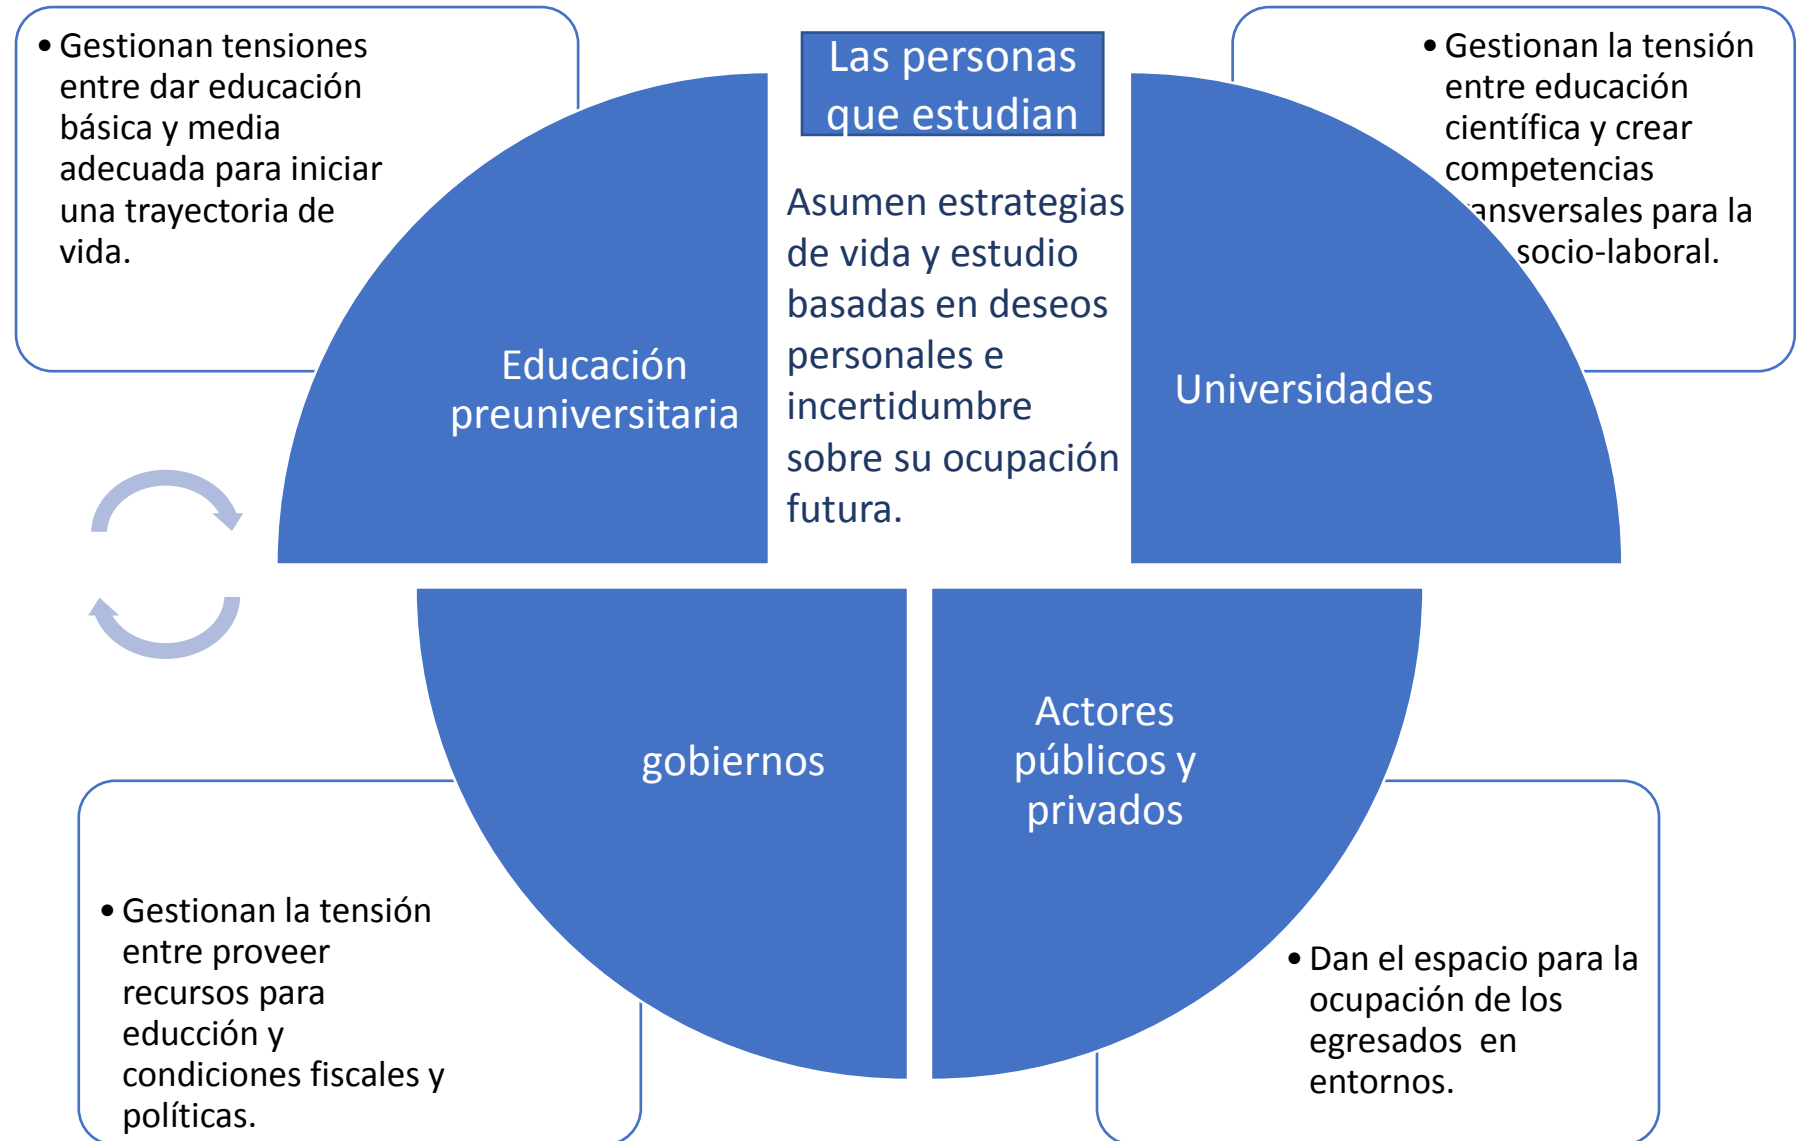 • Gestionan tensiones
entre dar educación
básica y media
adecuada para iniciar
una trayectoria de
vida.
Las personas
que estudian
Asumen estrategias
de vida y estudio
basadas en deseos
personales e
incertidumbre
sobre su ocupación
futura.
• Gestionan la tensión
entre educación
científica y crear
competencias
ansversales para la
socio-laboral.
Educación
preuniversitaria
Universidades
gobiernos
Actores
públicos y
privados
• Gestionan la tensión
entre proveer
recursos para
educción y
condiciones fiscales y
políticas.
• Dan el espacio para la
ocupación de los
egresados en
entornos.